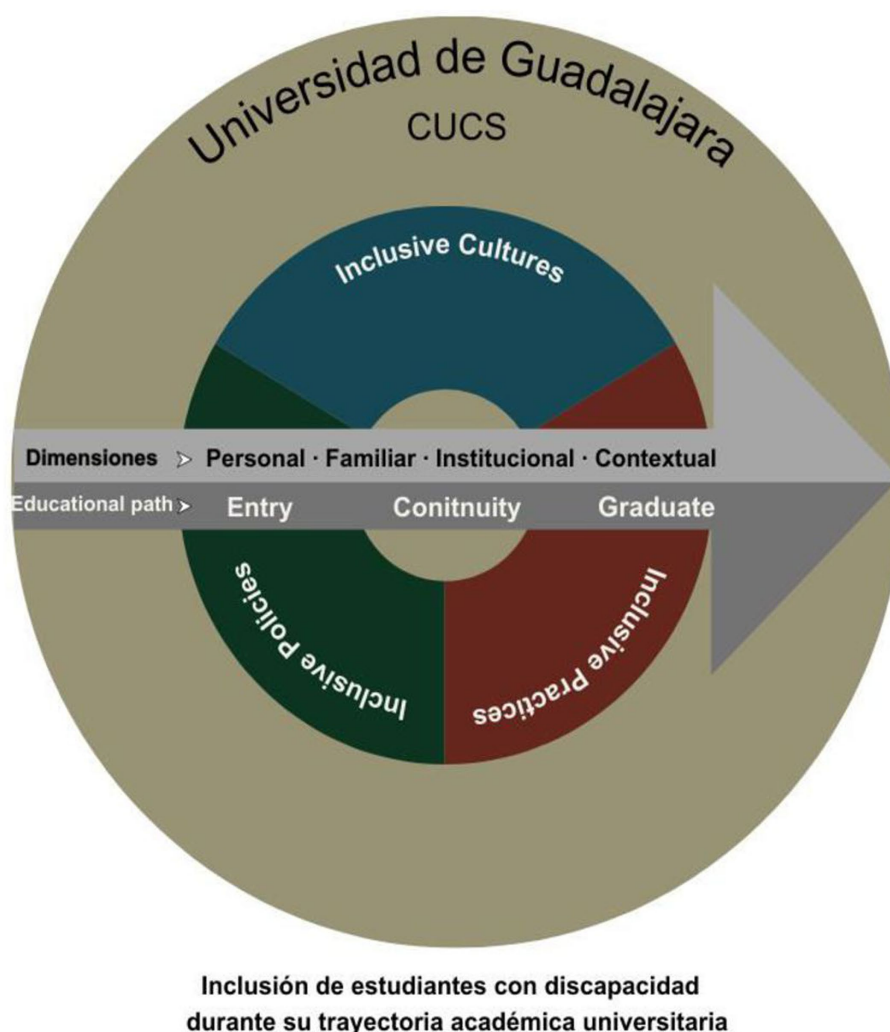 Universidad de Guadalajara
CUCS
Inclusive Cultures
Dimensiones > Personal · Familiar · Institucional · Contextual
Educational path > Entry Conitnuity Graduate
Inclusive Policies
Inclusive Practices
Inclusión de estudiantes con discapacidad
durante su trayectoria académica universitaria